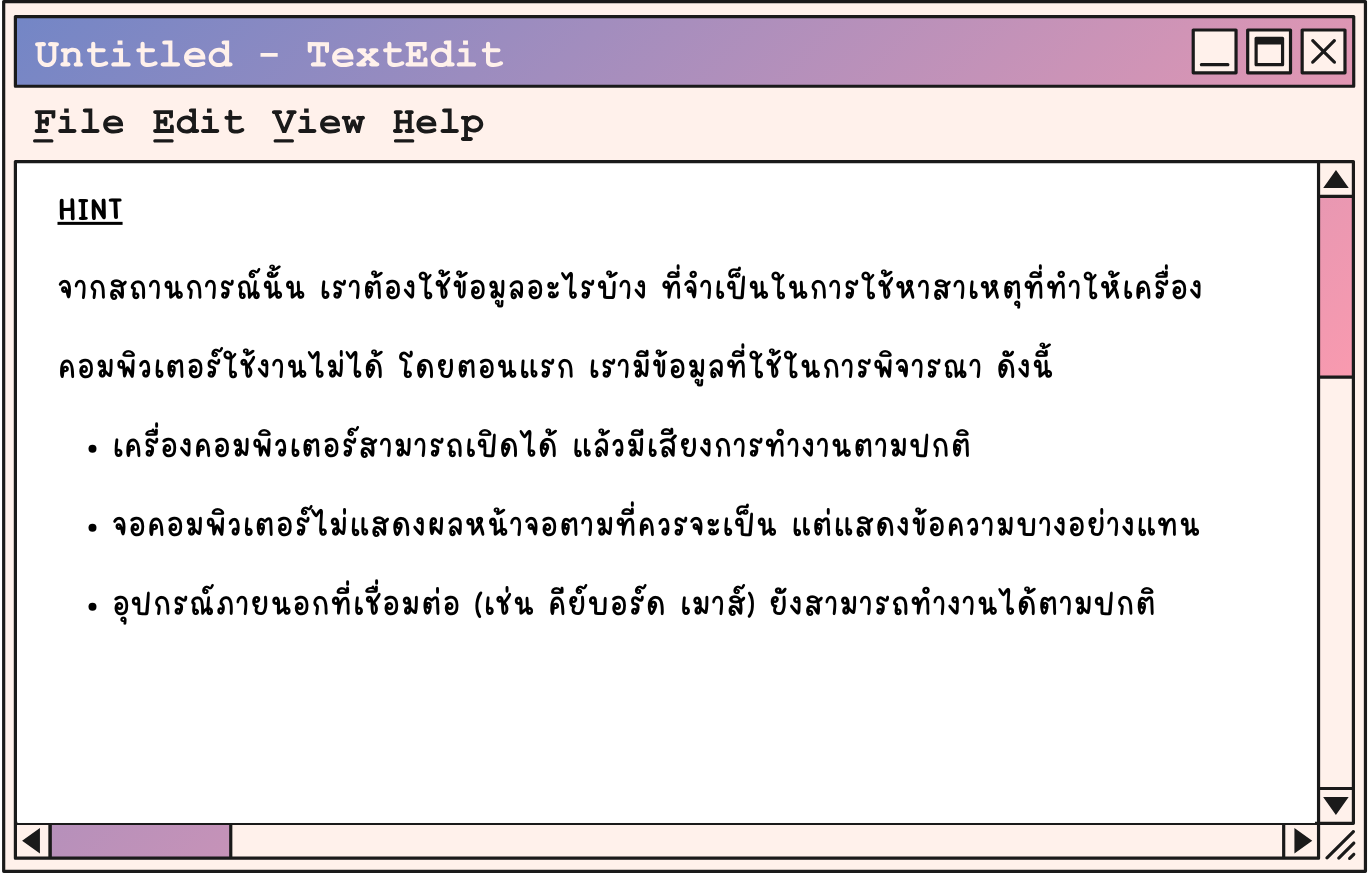 Untitled - TextEdit
File Edit View Help
HINT
จากสถานการณ์นั้น เราต้องใช้ข้อมูลอะไรบ้าง ที่จำเป็นในการใช้หาสาเหตุที่ทำให้เครื่อง
คอมพิวเตอร์ใช้งานไม่ได้ โดยตอนแรก เรามีข้อมูลที่ใช้ในการพิจารณา ดังนี้
• เครื่องคอมพิวเตอร์สามารถเปิดได้ แล้วมีเสียงการทำงานตามปกติ
• จอคอมพิวเตอร์ไม่แสดงผลหน้าจอตามที่ควรจะเป็น แต่แสดงข้อความบางอย่างแทน
• อุปกรณ์ภายนอกที่เชื่อมต่อ (เช่น คีย์บอร์ด เมาส์) ยังสามารถทำงานได้ตามปกติ